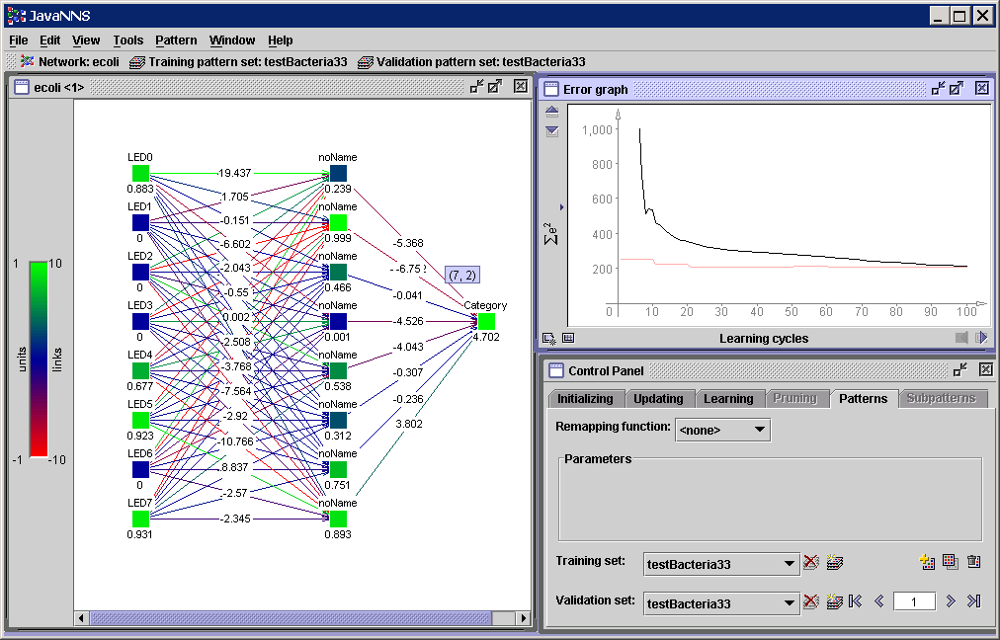 JavaNNS
File Edit View Tools Pattern Window Help
Network: ecoli Training pattern set: testBacteria33 Validation pattern set: testBacteria33
ecoli <1>
1 10
units
links
-1 -10
LED0 noName
-19.437
0.883 0.239
LED1 noName
1.705
-0.151
0 0.999
-6.602
LED2 noName
-2.043
0 0.466
-0.55
LED3 noName
0.002
0 0.001
-2.508
LED4 noName
-3.768
0.677 0.538
-7.564
LED5 noName
-2.92
0.923 0.312
-10.766
LED6 noName
-8.837
0 0.751
-2.57
LED7 noName
-2.345
0.931 0.893
-5.368
-6.752
(7, 2)
-0.041
Category
-4.526
4.702
-4.043
-0.307
-0.236
3.802
Error graph
∑e²
1,000
800
600
400
200
0 10 20 30 40 50 60 70 80 90 100
Learning cycles
Control Panel
Initializing Updating Learning Pruning Patterns Subpatterns
Remapping function: <none>
Parameters
Training set: testBacteria33
Validation set: testBacteria33 1